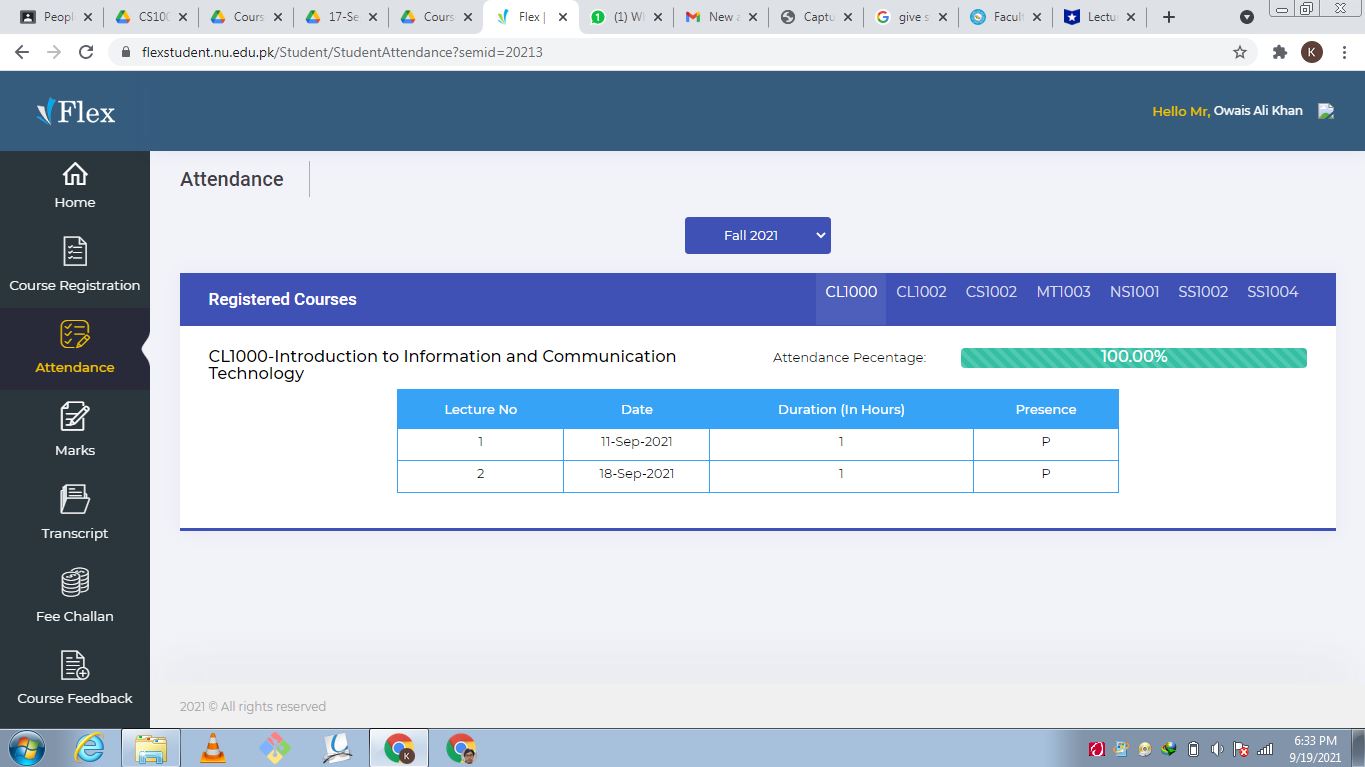 Peopl
CS100
Cours
17-Se
Cours
Flex |
(1) Wh
New a
Captu
give s
Facul
Lectu
flexstudent.nu.edu.pk/Student/StudentAttendance?semid=20213
K
Flex
Hello Mr, Owais Ali Khan
Home
Course Registration
Attendance
Marks
Transcript
Fee Challan
Course Feedback
Attendance
Fall 2021
Registered Courses
CL1000 CL1002 CS1002 MT1003 NS1001 SS1002 SS1004
CL1000-Introduction to Information and Communication
Technology
Attendance Pecentage: 100.00%
Lecture No Date Duration (In Hours) Presence
1 11-Sep-2021 1 P
2 18-Sep-2021 1 P
2021 © All rights reserved
6:33 PM
9/19/2021